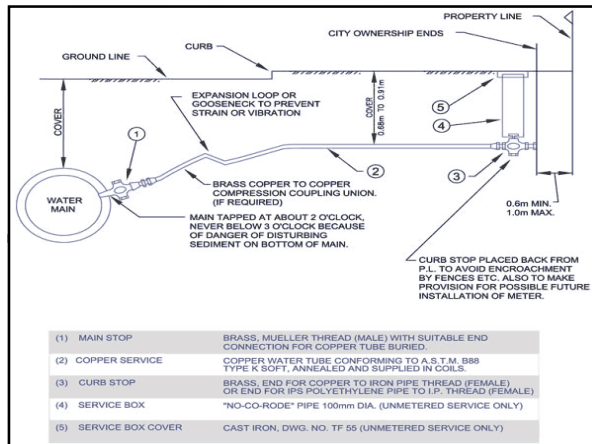 PROPERTY LINE
CITY OWNERSHIP ENDS
CURB
GROUND LINE
EXPANSION LOOP OR
GOOSENECK TO PREVENT
STRAIN OR VIBRATION
COVER
COVER
0.68m TO 0.91m
5
4
1
WATER
MAIN
BRASS COPPER TO COPPER
COMPRESSION COUPLING UNION.
(IF REQUIRED)
2
3
0.6m MIN.
1.0m MAX.
MAIN TAPPED AT ABOUT 2 O'CLOCK,
NEVER BELOW 3 O'CLOCK BECAUSE
OF DANGER OF DISTURBING
SEDIMENT ON BOTTOM OF MAIN.
CURB STOP PLACED BACK FROM
P.L. TO AVOID ENCROACHMENT
BY FENCES ETC. ALSO TO MAKE
PROVISION FOR POSSIBLE FUTURE
INSTALLATION OF METER.
(1) MAIN STOP BRASS, MUELLER THREAD (MALE) WITH SUITABLE END
CONNECTION FOR COPPER TUBE BURIED.
(2) COPPER SERVICE COPPER WATER TUBE CONFORMING TO A.S.T.M. B88
TYPE K SOFT, ANNEALED AND SUPPLIED IN COILS.
(3) CURB STOP BRASS, END FOR COPPER TO IRON PIPE THREAD (FEMALE)
OR END FOR IPS POLYETHYLENE PIPE TO I.P. THREAD (FEMALE)
(4) SERVICE BOX "NO-CO-RODE" PIPE 100mm DIA. (UNMETERED SERVICE ONLY)
(5) SERVICE BOX COVER CAST IRON, DWG. NO. TF 55 (UNMETERED SERVICE ONLY)